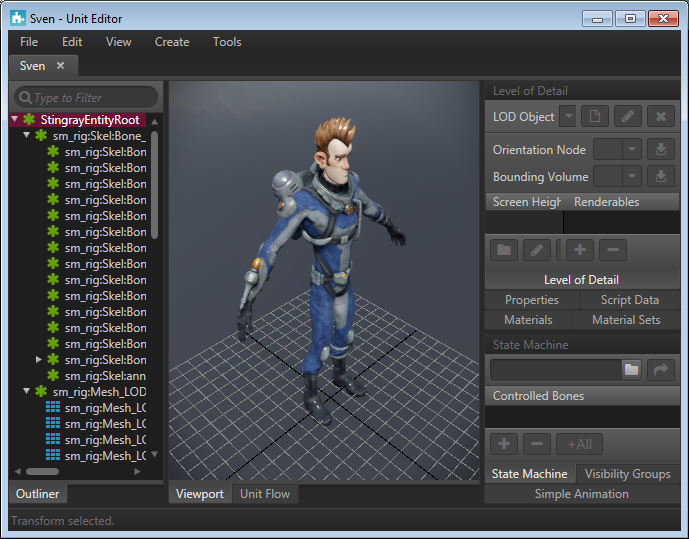 Sven - Unit Editor
File Edit View Create Tools
Sven
Type to Filter
StingrayEntityRoot
sm_rig:Skel:Bone_
sm_rig:Skel:Bon
sm_rig:Skel:Bon
sm_rig:Skel:Bon
sm_rig:Skel:Bon
sm_rig:Skel:Bon
sm_rig:Skel:Bon
sm_rig:Skel:Bon
sm_rig:Skel:Bon
sm_rig:Skel:Bon
sm_rig:Skel:Bon
sm_rig:Skel:Bon
sm_rig:Skel:Bon
sm_rig:Skel:Bon
sm_rig:Skel:Bon
sm_rig:Skel:ann
sm_rig:Mesh_LOD
sm_rig:Mesh_LC
sm_rig:Mesh_LC
sm_rig:Mesh_LC
sm_rig:Mesh_LC
Outliner
Viewport Unit Flow
Level of Detail
LOD Object
Orientation Node
Bounding Volume
Screen Heigh Renderables
Level of Detail
Properties Script Data
Materials Material Sets
State Machine
Controlled Bones
+All
State Machine Visibility Groups
Simple Animation
Transform selected.